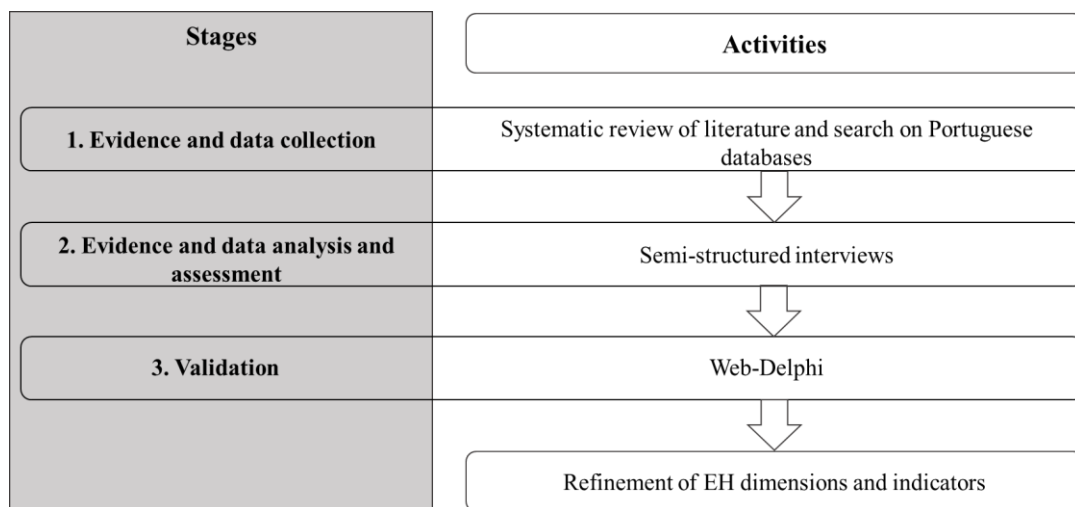 Stages
Activities
1. Evidence and data collection
Systematic review of literature and search on Portuguese
databases
2. Evidence and data analysis and
assessment
Semi-structured interviews
3. Validation
Web-Delphi
Refinement of EH dimensions and indicators